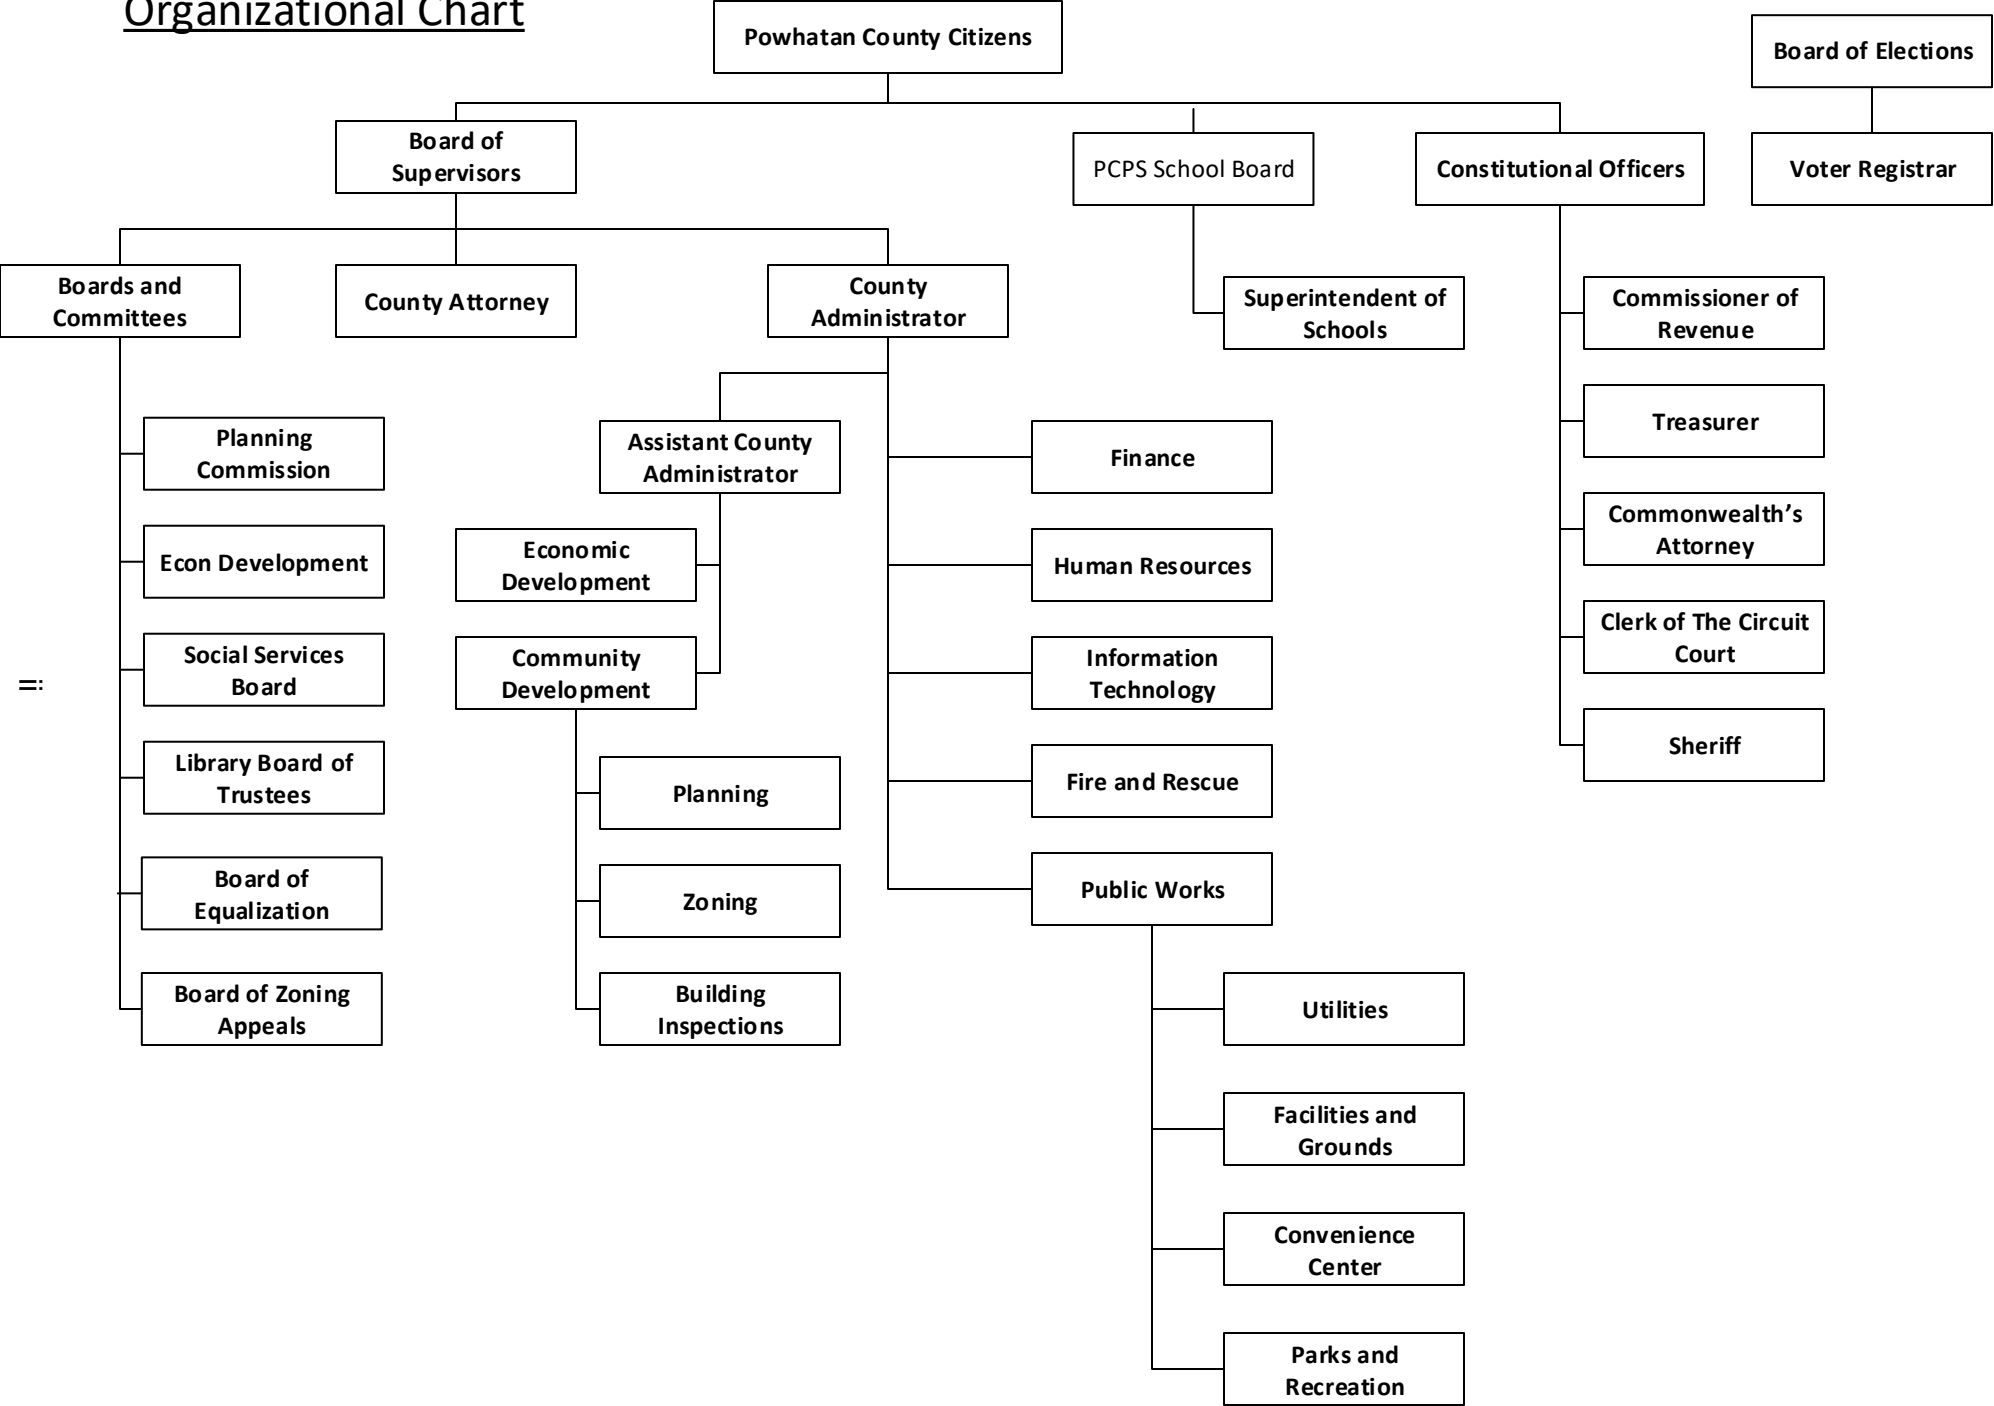 Organizational Chart
Powhatan County Citizens
Board of Elections
Board of
Supervisors
PCPS School Board
Constitutional Officers
Voter Registrar
Boards and
Committees
County Attorney
County
Administrator
Superintendent of
Schools
Commissioner of
Revenue
Treasurer
Commonwealth’s
Attorney
Clerk of The Circuit
Court
Sheriff
Planning
Commission
Econ Development
Social Services
Board
Library Board of
Trustees
Board of
Equalization
Board of Zoning
Appeals
Assistant County
Administrator
Economic
Development
Community
Development
Planning
Zoning
Building
Inspections
Finance
Human Resources
Information
Technology
Fire and Rescue
Public Works
Utilities
Facilities and
Grounds
Convenience
Center
Parks and
Recreation